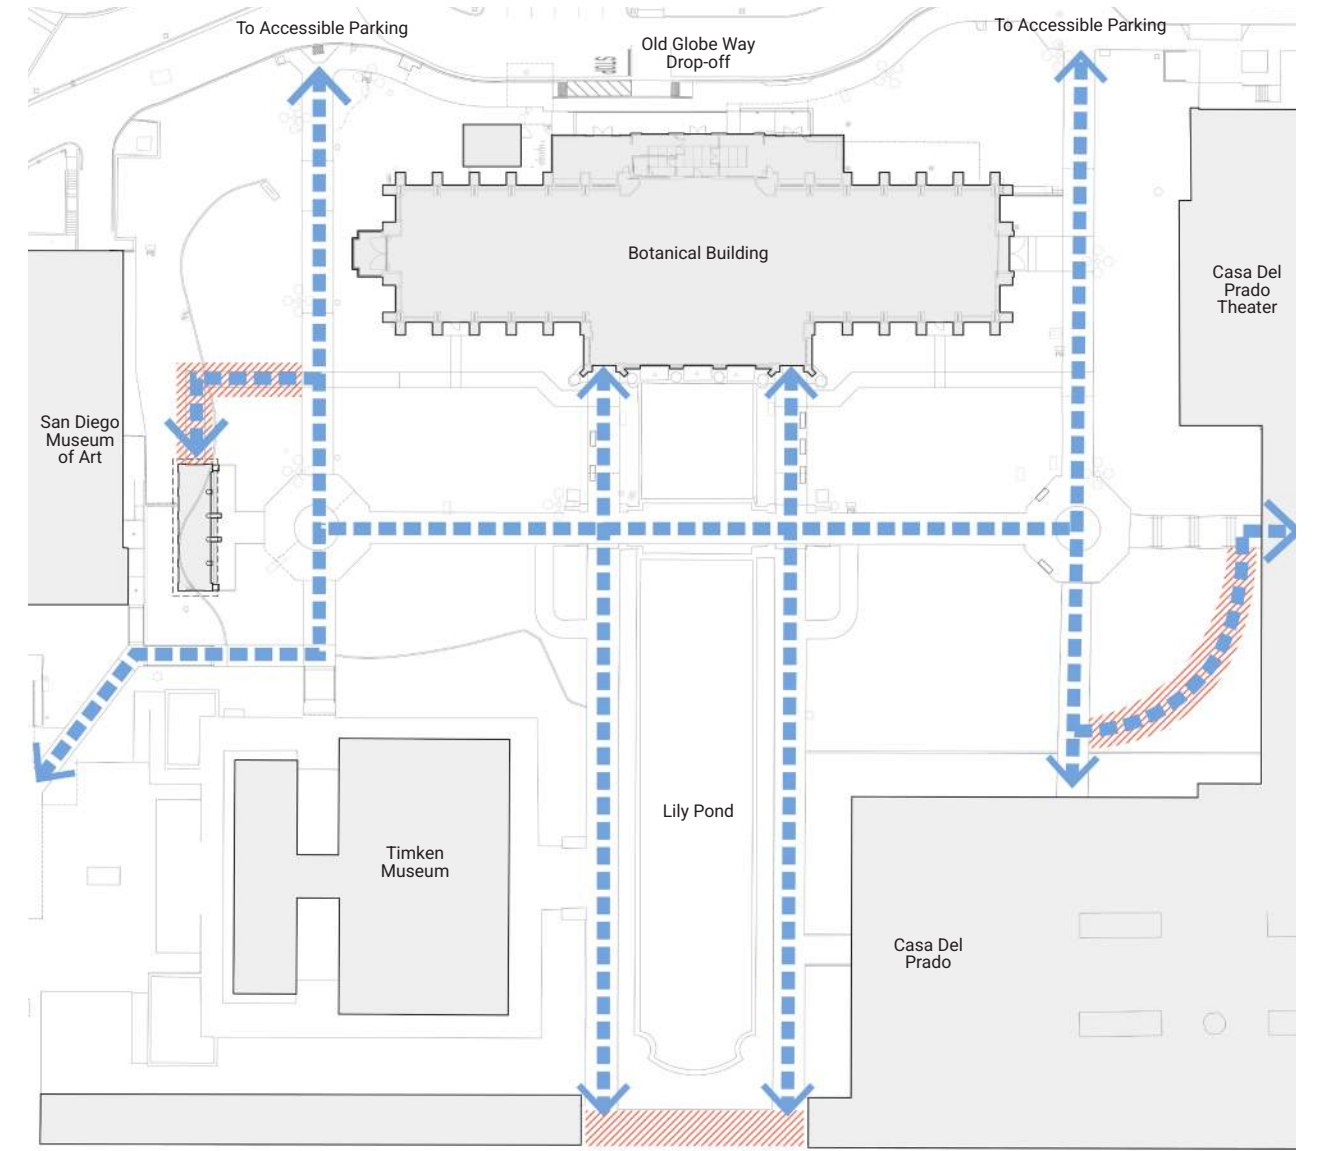 To Accessible Parking
To Accessible Parking
Old Globe Way
Drop-off
STOP
Botanical Building
Casa Del
Prado
Theater
San Diego
Museum
of Art
Lily Pond
Timken
Museum
Casa Del
Prado